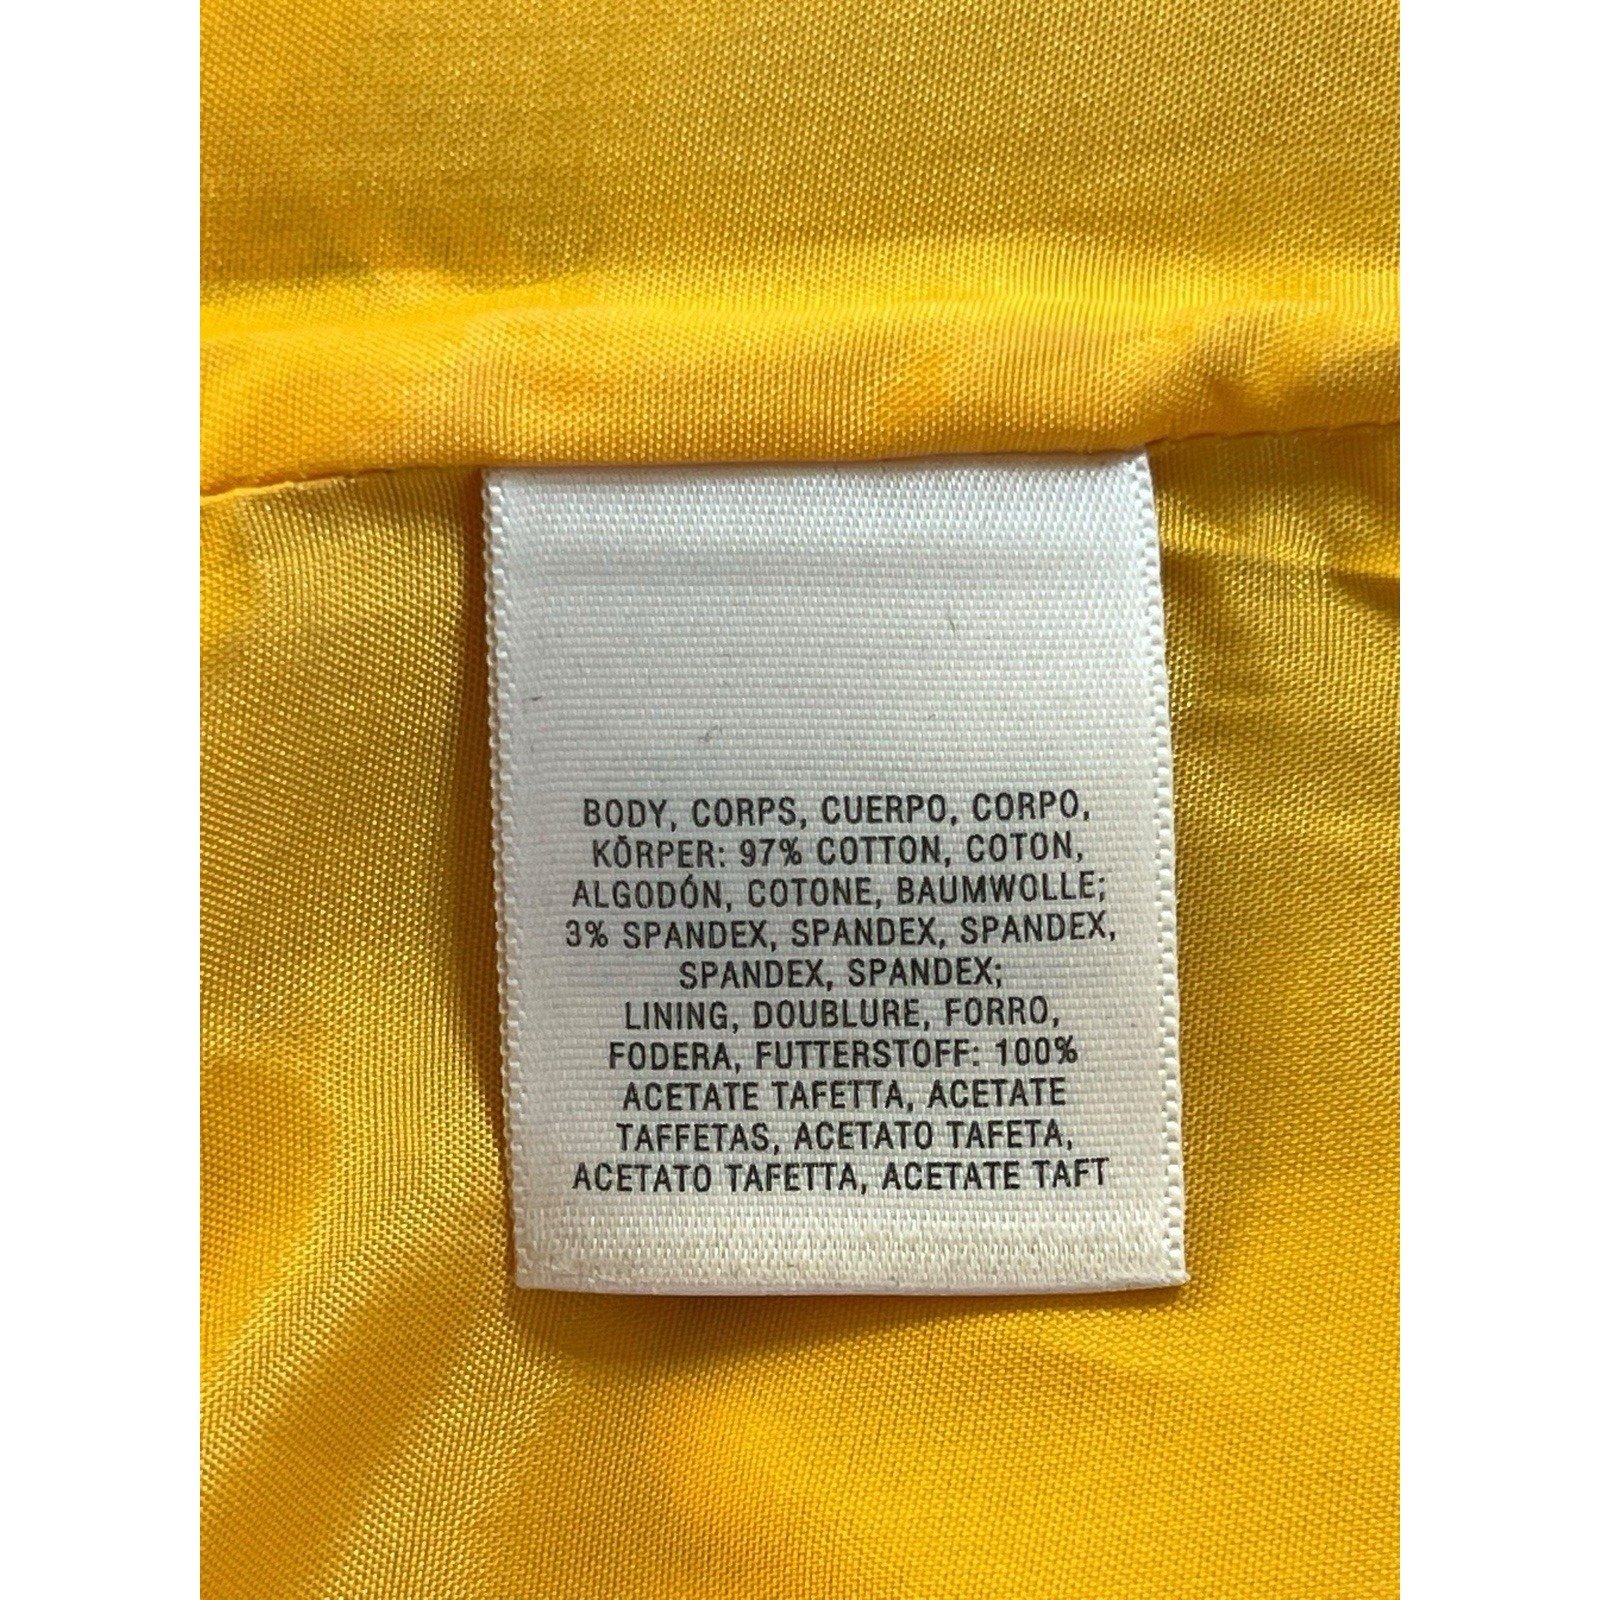 BODY, CORPS, CUERPO, CORPO,
KÖRPER: 97% COTTON, COTON,
ALGODÓN, COTONE, BAUMWOLLE;
3% SPANDEX, SPANDEX, SPANDEX,
SPANDEX, SPANDEX;
LINING, DOUBLURE, FORRO,
FODERA, FUTTERSTOFF: 100%
ACETATE TAFETTA, ACETATE
TAFFETAS, ACETATO TAFETA,
ACETATO TAFETTA, ACETATE TAFT